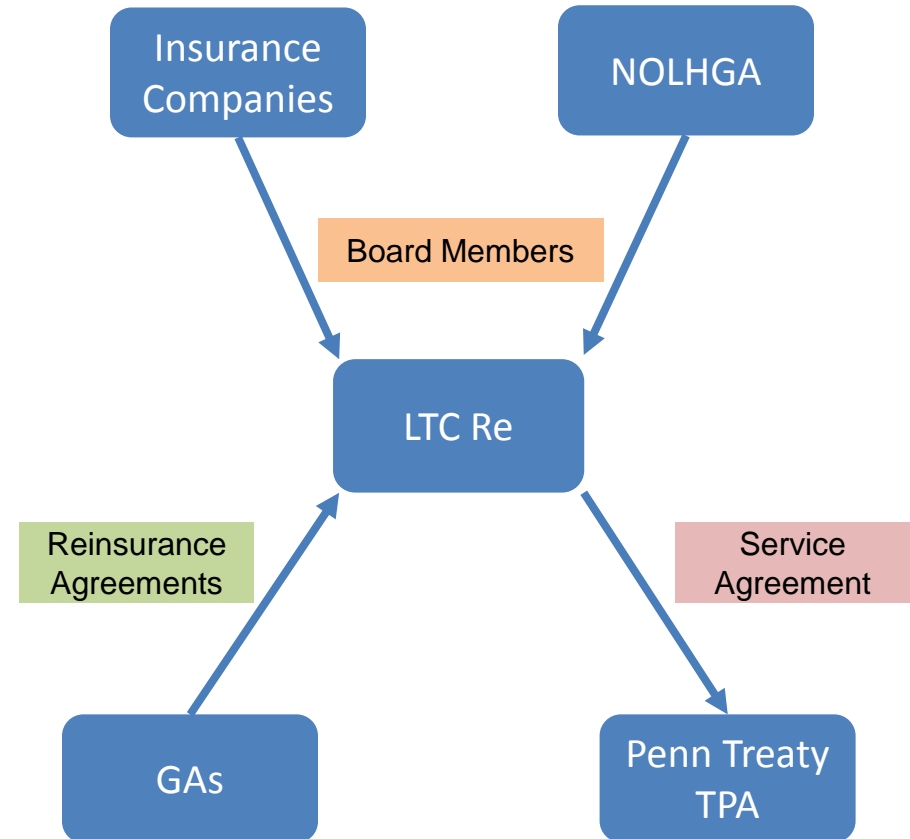 Insurance
Companies
NOLHGA
Board Members
LTC Re
Reinsurance
Agreements
Service
Agreement
GAs
Penn Treaty
TPA